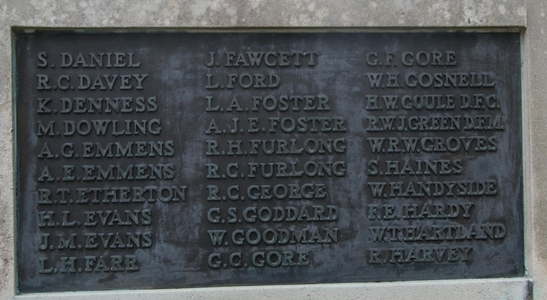 S. DANIEL
R.C. DAVEY
K. DENNESS
M. DOWLING
A.G. EMMENS
A.E. EMMENS
R.T. ETHERTON
H.L. EVANS
J.M. EVANS
L.H. FARR
J. FAWCETT
L. FORD
L.A. FOSTER
A.J.E. FOSTER
R.H. FURLONG
R.C. FURLONG
R.C. GEORGE
G.S. GODDARD
W. GOODMAN
G.C. GORE
G.F. GORE
W.H. GOSNELL
H.W. GOULE D.F.C.
R.W.J. GREEN D.F.M.
W.R.W. GROVES
S. HAINES
W. HANDYSIDE
F.E. HARDY
W.T. HARTLAND
R. HARVEY